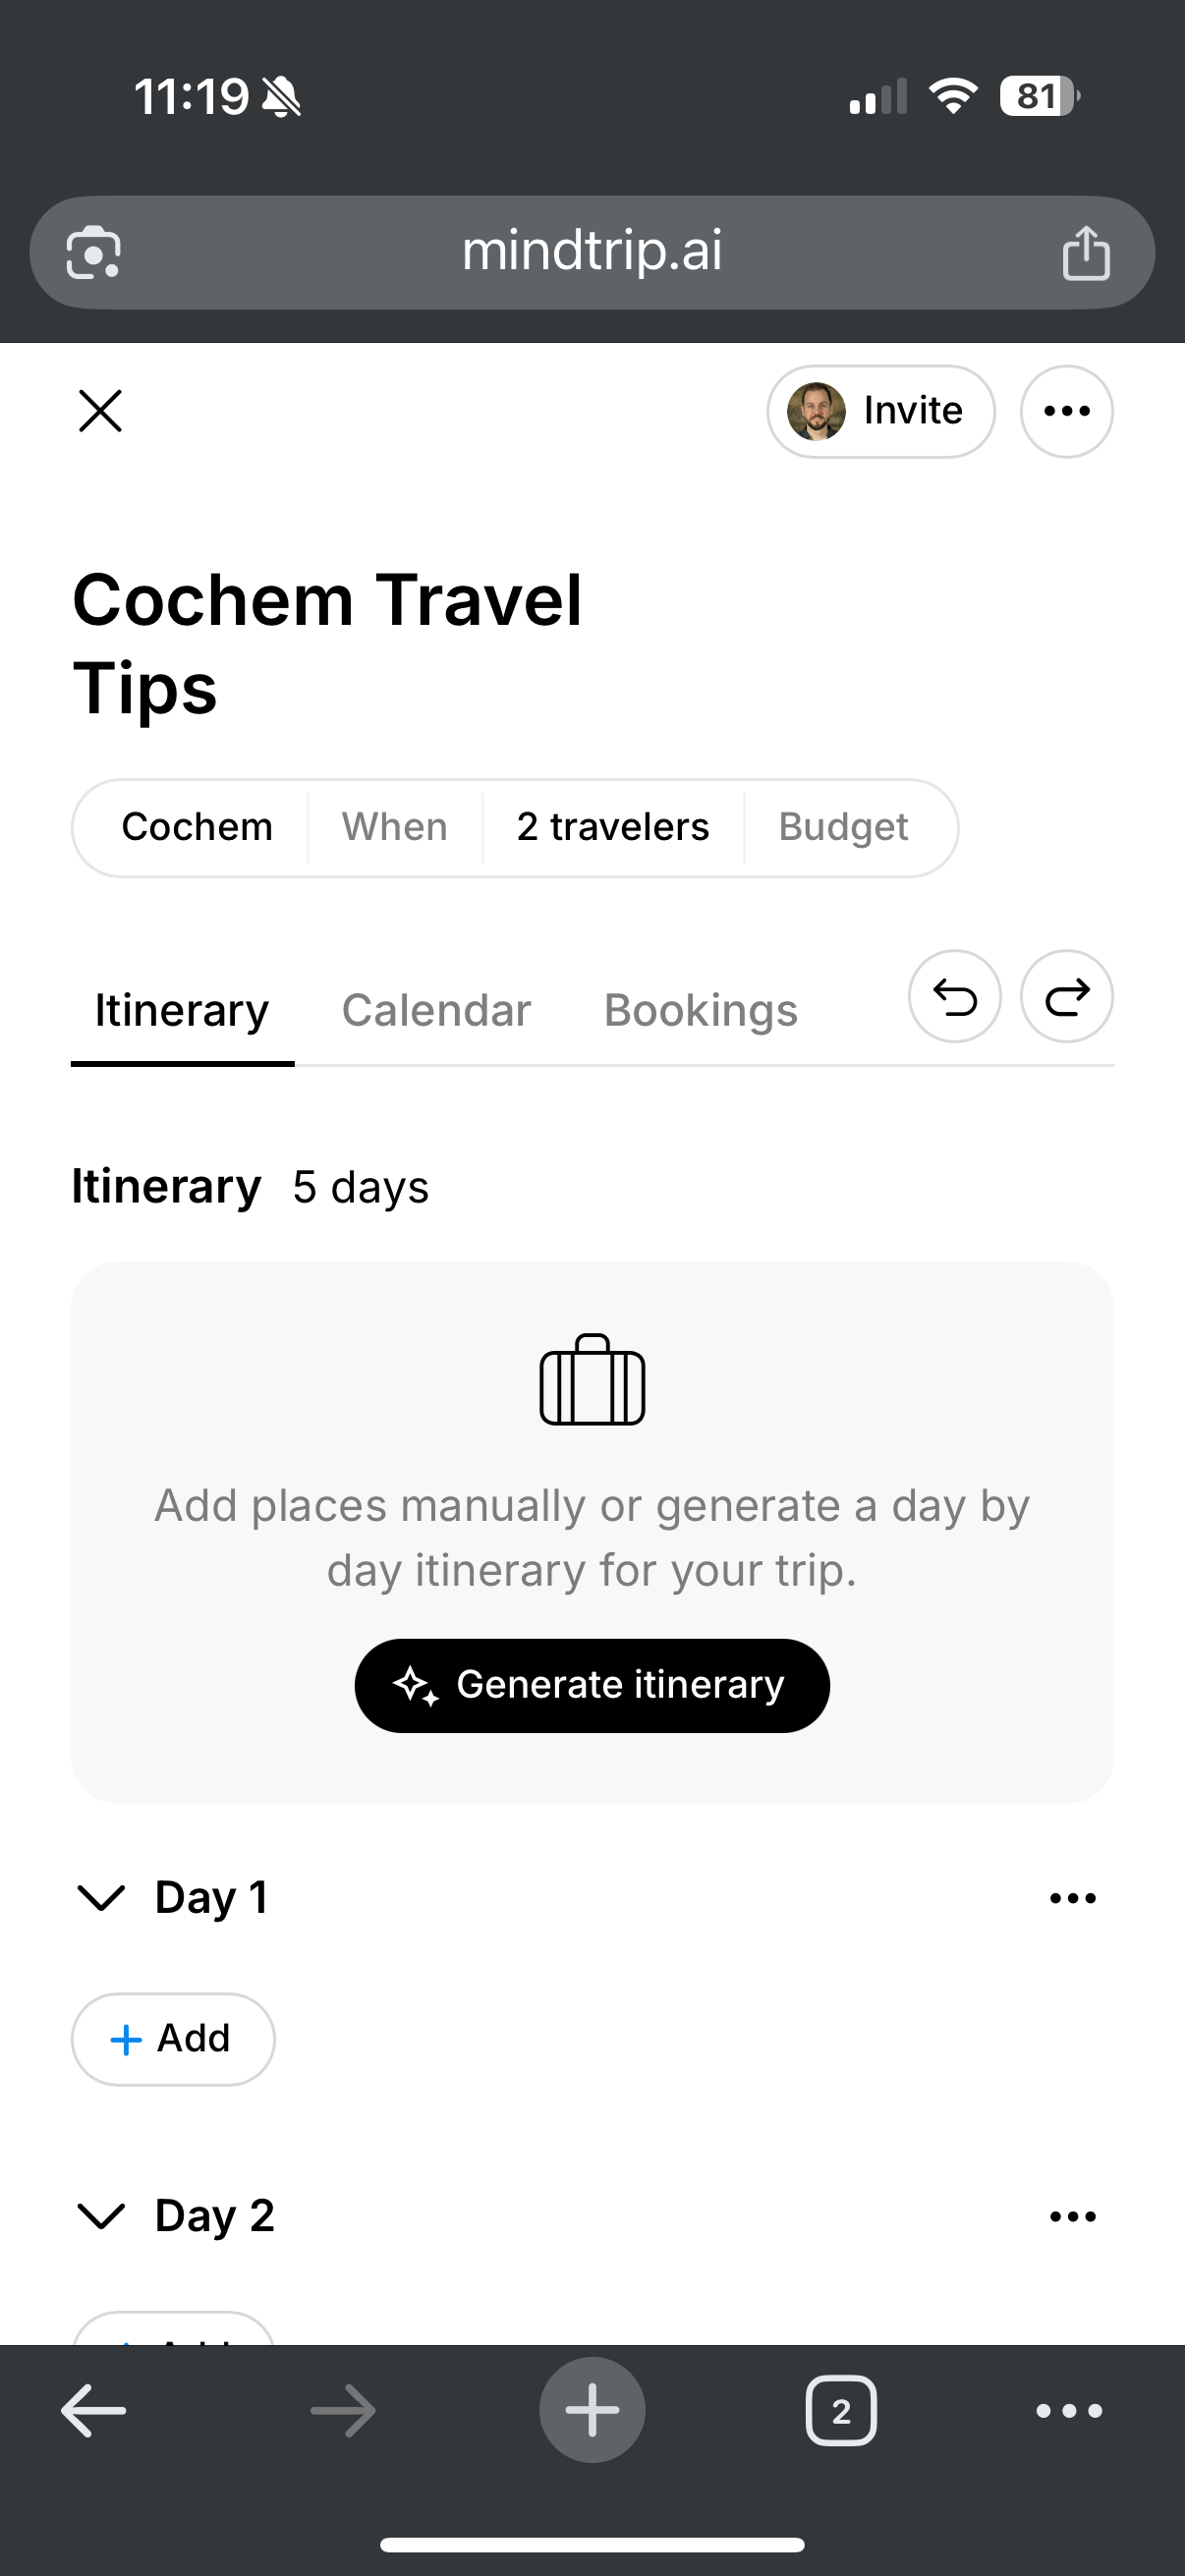 11:19
81
mindtrip.ai
Invite
Cochem Travel
Tips
Cochem When 2 travelers Budget
Itinerary Calendar Bookings
Itinerary 5 days
Add places manually or generate a day by
day itinerary for your trip.
Generate itinerary
Day 1
Add
Day 2
2